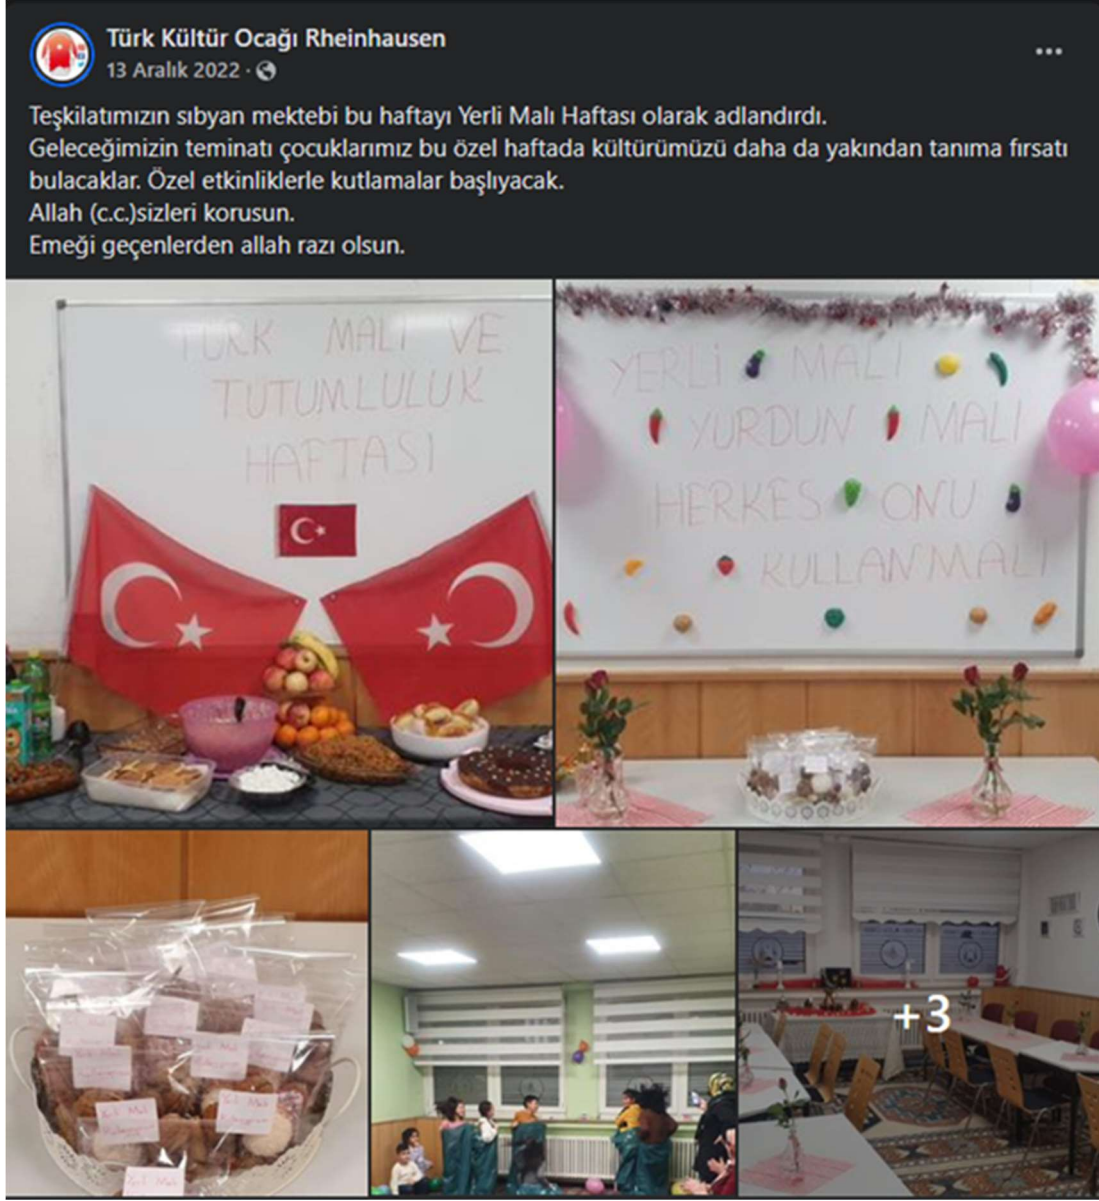 Türk Kültür Ocağı Rheinhausen
13 Aralık 2022 ·
Teşkilatımızın sıbyan mektebi bu haftayı Yerli Malı Haftası olarak adlandırdı.
Geleceğimizin teminatı çocuklarımız bu özel haftada kültürümüzü daha da yakından tanıma fırsatı
bulacaklar. Özel etkinliklerle kutlamalar başlıyacak.
Allah (c.c.)sizleri korusun.
Emeği geçenlerden allah razı olsun.
TÜRK MALI VE
TUTUMLULUK
HAFTASI
YERLİ MALI
YURDUN MALI
HERKES ONU
KULLANMALI
+3